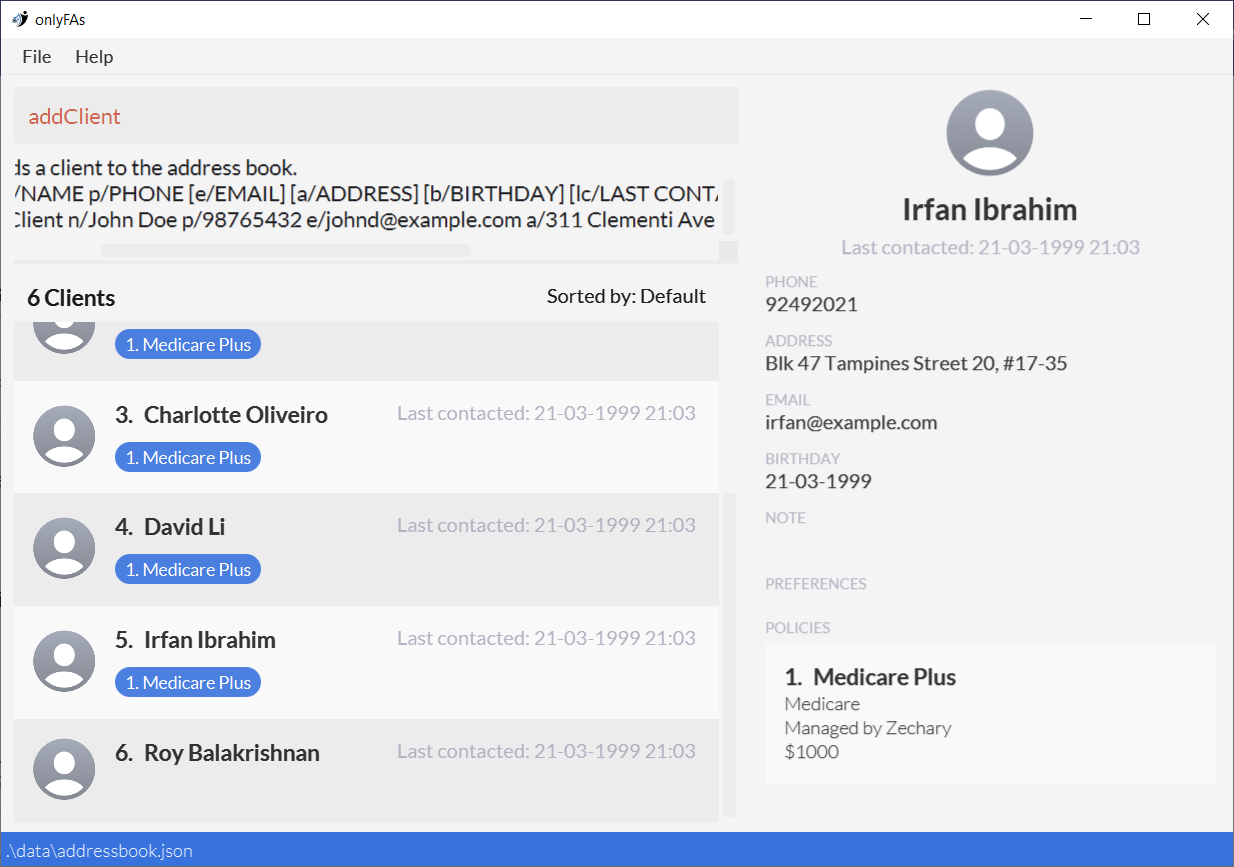 onlyFAs
File Help
addClient
ds a client to the address book.
/NAME p/PHONE [e/EMAIL] [a/ADDRESS] [b/BIRTHDAY] [lc/LAST CONTA
Client n/John Doe p/98765432 e/johnd@example.com a/311 Clementi Ave
6 Clients Sorted by: Default
1. Medicare Plus
3. Charlotte Oliveiro Last contacted: 21-03-1999 21:03
1. Medicare Plus
4. David Li Last contacted: 21-03-1999 21:03
1. Medicare Plus
5. Irfan Ibrahim Last contacted: 21-03-1999 21:03
1. Medicare Plus
6. Roy Balakrishnan Last contacted: 21-03-1999 21:03
Irfan Ibrahim
Last contacted: 21-03-1999 21:03
PHONE
92492021
ADDRESS
Blk 47 Tampines Street 20, #17-35
EMAIL
irfan@example.com
BIRTHDAY
21-03-1999
NOTE
PREFERENCES
POLICIES
1. Medicare Plus
Medicare
Managed by Zechary
$1000
.\data\addressbook.json